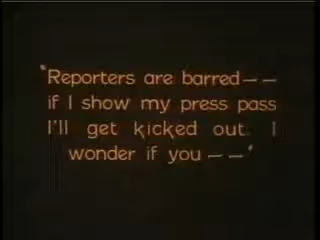 "Reporters are barred — —
if I show my press pass
I'll get kicked out. I
wonder if you — —"